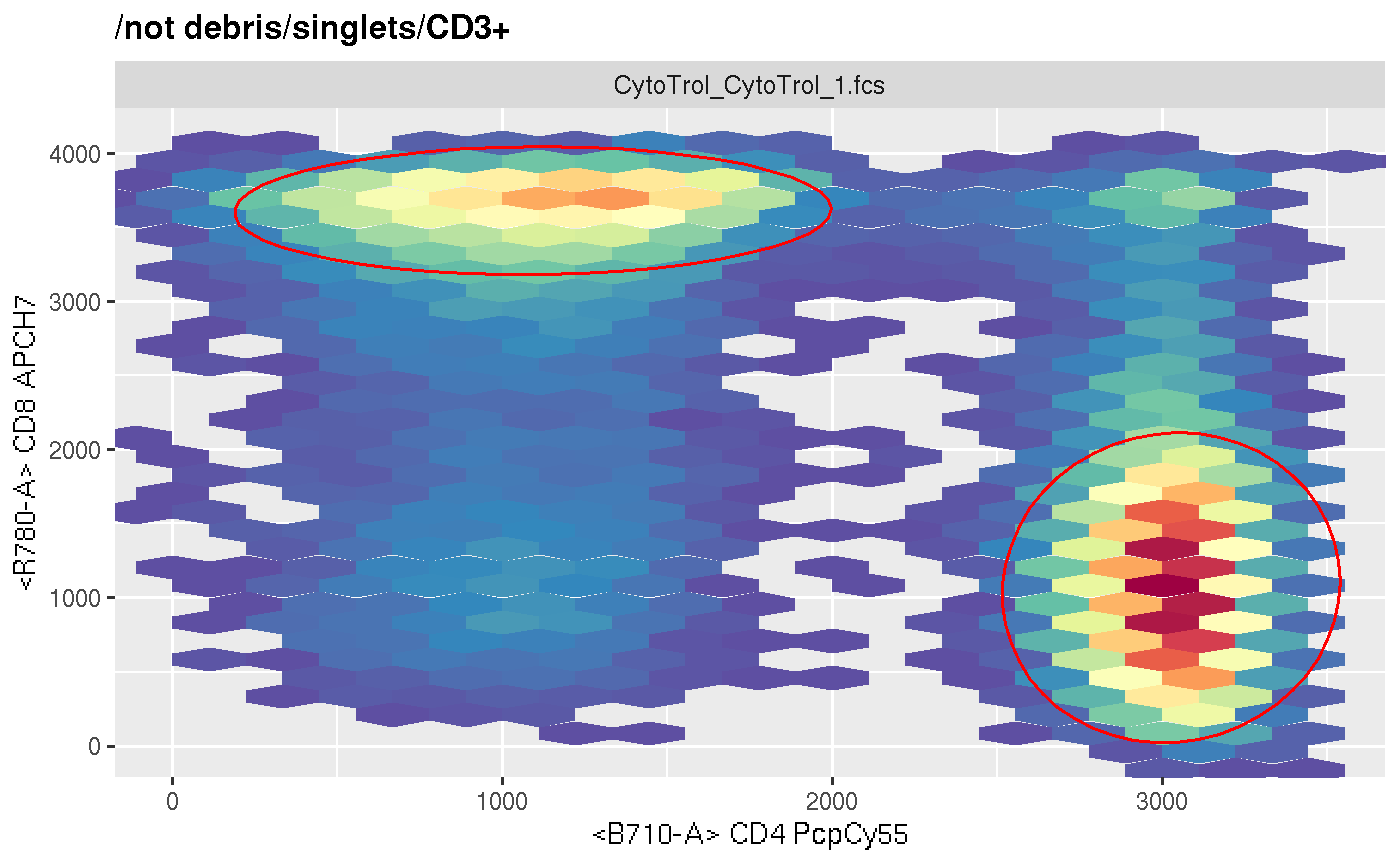 /not debris/singlets/CD3+
CytoTrol_CytoTrol_1.fcs
<R780-A> CD8 APCH7
4000
3000
2000
1000
0
0 1000 2000 3000
<B710-A> CD4 PcpCy55